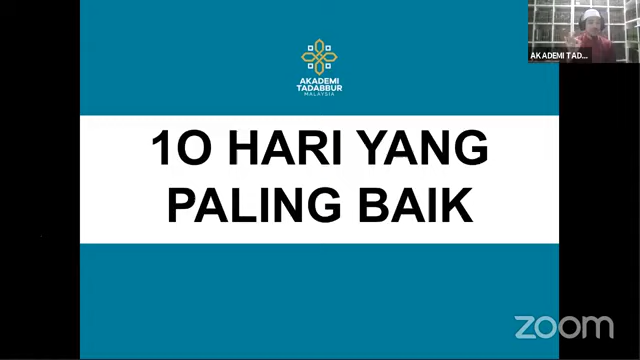 AKADEMI
TADABBUR
MALAYSIA
AKADEMI TAD...
1O HARI YANG
PALING BAIK
zoom